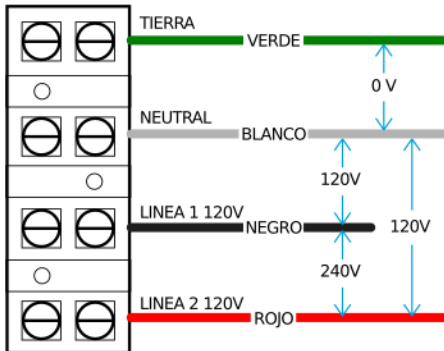 TIERRA
VERDE
0 V
NEUTRAL
BLANCO
120V
LINEA 1 120V
NEGRO
120V
240V
LINEA 2 120V
ROJO